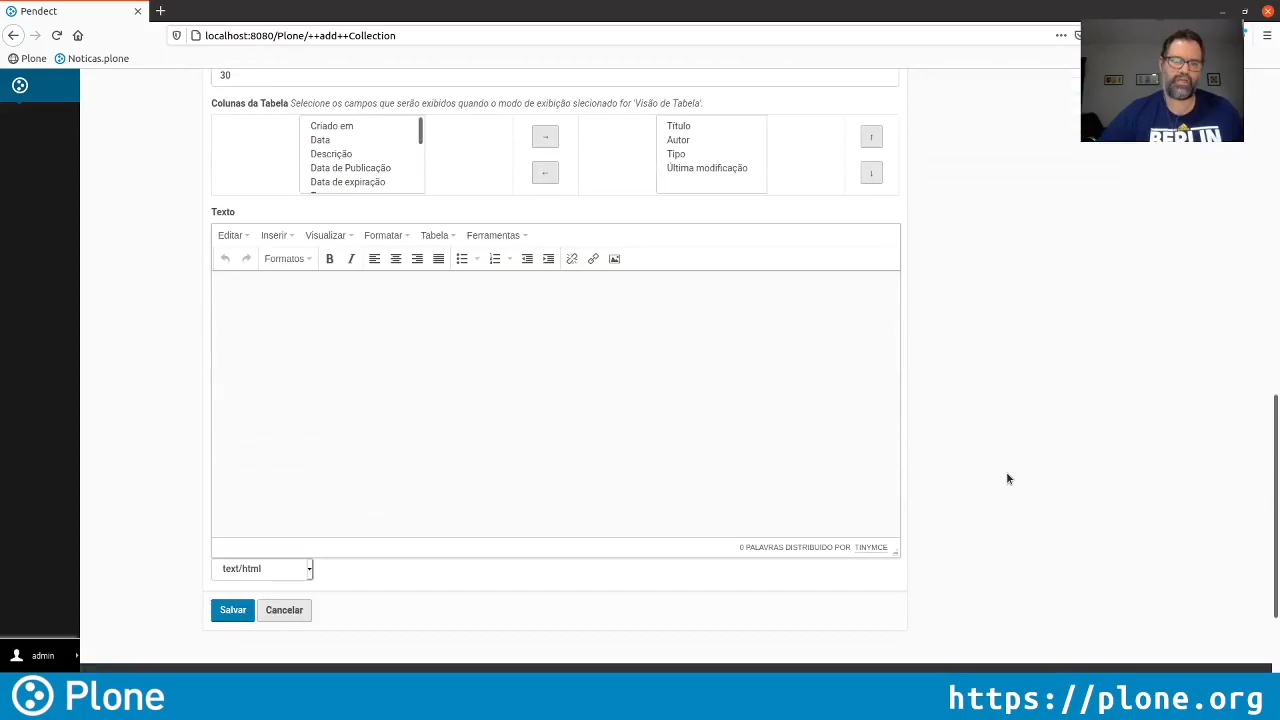 Pendect
localhost:8080/Plone/++add++Collection
Plone
Noticas.plone
30
Colunas da Tabela Selecione os campos que serão exibidos quando o modo de exibição slecionado for 'Visão de Tabela'.
Criado em
Data
Descrição
Data de Publicação
Data de expiração
Título
Autor
Tipo
Última modificação
Texto
Editar Inserir Visualizar Formatar Tabela Ferramentas
Formatos B I
0 PALAVRAS DISTRIBUIDO POR TINYMCE
text/html
Salvar Cancelar
admin
BERLIN
Plone
https://plone.org